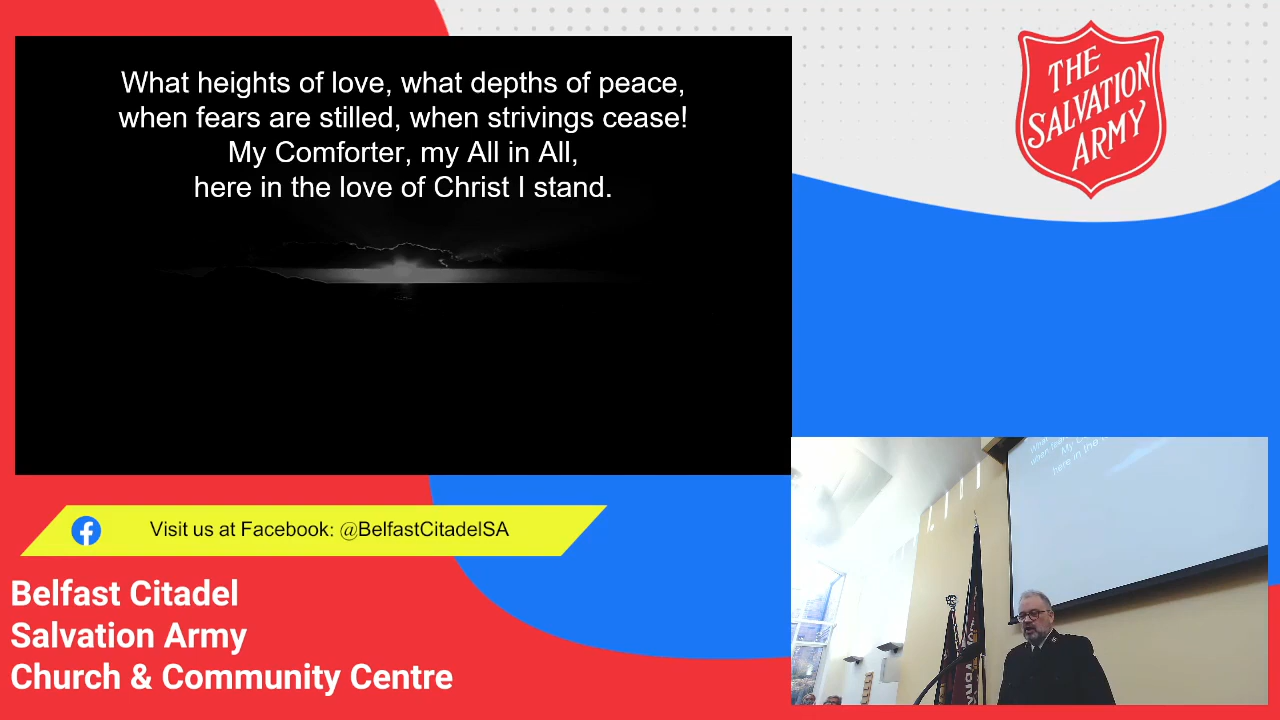 What heights of love, what depths of peace,
when fears are stilled, when strivings cease!
My Comforter, my All in All,
here in the love of Christ I stand.
THE
SALVATION
ARMY
Visit us at Facebook: @BelfastCitadelSA
Belfast Citadel
Salvation Army
Church & Community Centre